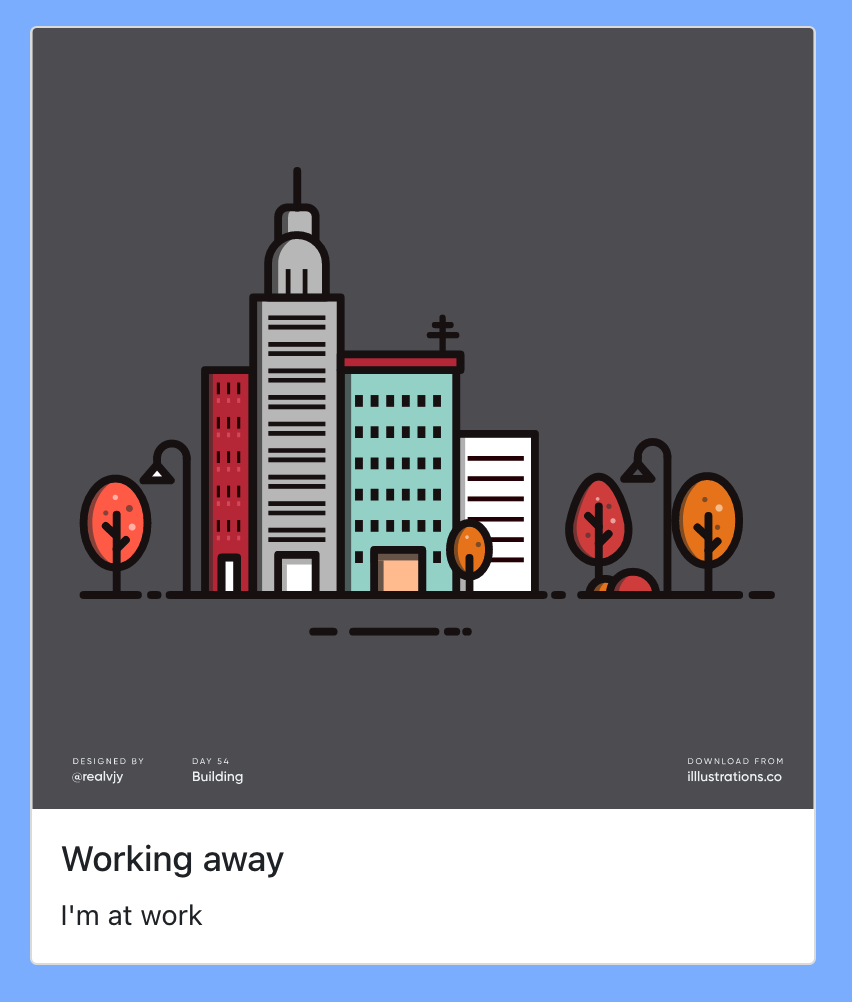 DESIGNED BY
@realvjy
DAY 54
Building
DOWNLOAD FROM
illlustrations.co
Working away
I'm at work